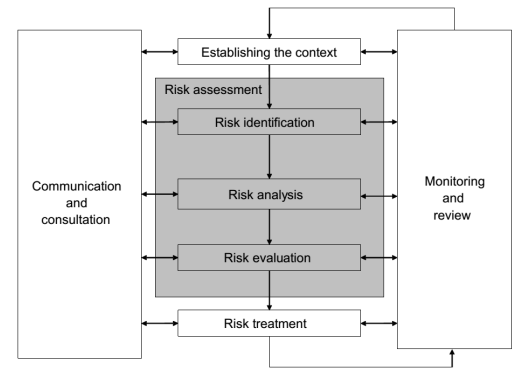 Establishing the context
Risk assessment
Risk identification
Communication
and
consultation
Risk analysis
Monitoring
and
review
Risk evaluation
Risk treatment